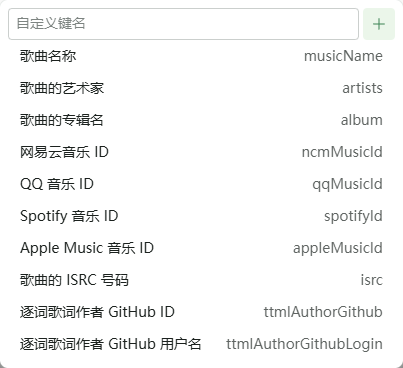 自定义键名
歌曲名称 musicName
歌曲的艺术家 artists
歌曲的专辑名 album
网易云音乐 ID ncmMusicId
QQ 音乐 ID qqMusicId
Spotify 音乐 ID spotifyId
Apple Music 音乐 ID appleMusicId
歌曲的 ISRC 号码 isrc
逐词歌词作者 GitHub ID ttmlAuthorGithub
逐词歌词作者 GitHub 用户名 ttmlAuthorGithubLogin